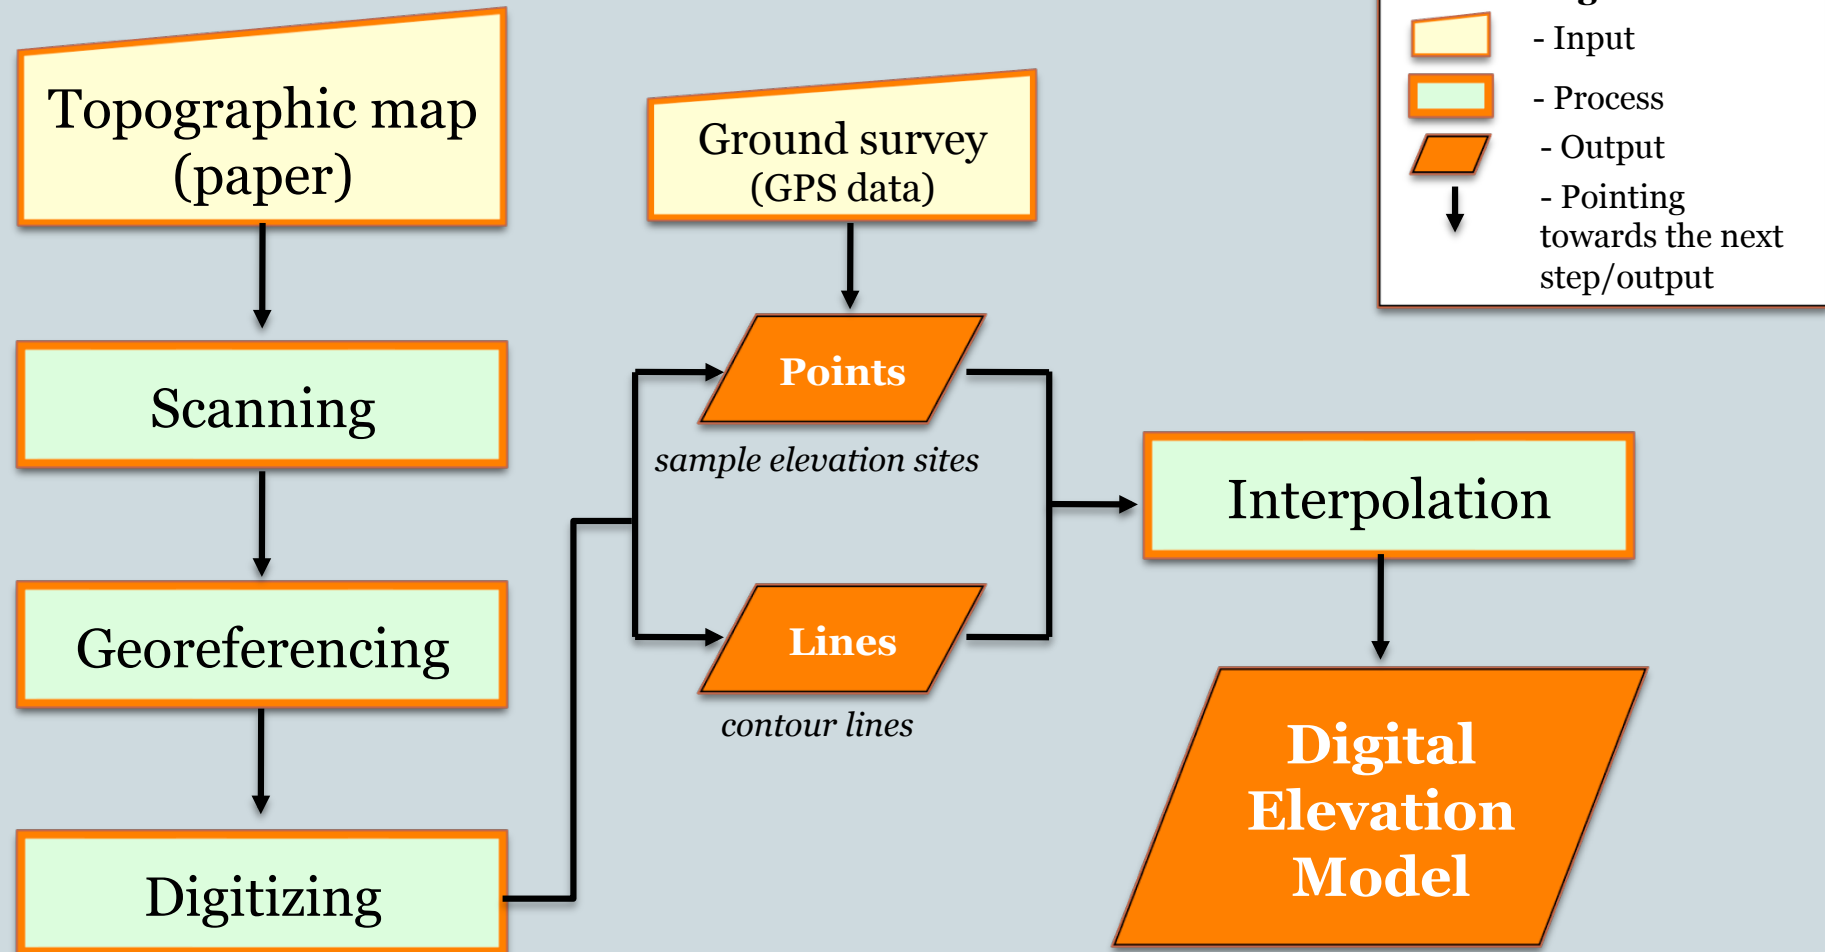 Topographic map
(paper)
Ground survey
(GPS data)
- Input
- Process
- Output
- Pointing
towards the next
step/output
Scanning
Points
sample elevation sites
Interpolation
Georeferencing
Lines
contour lines
Digital
Elevation
Model
Digitizing